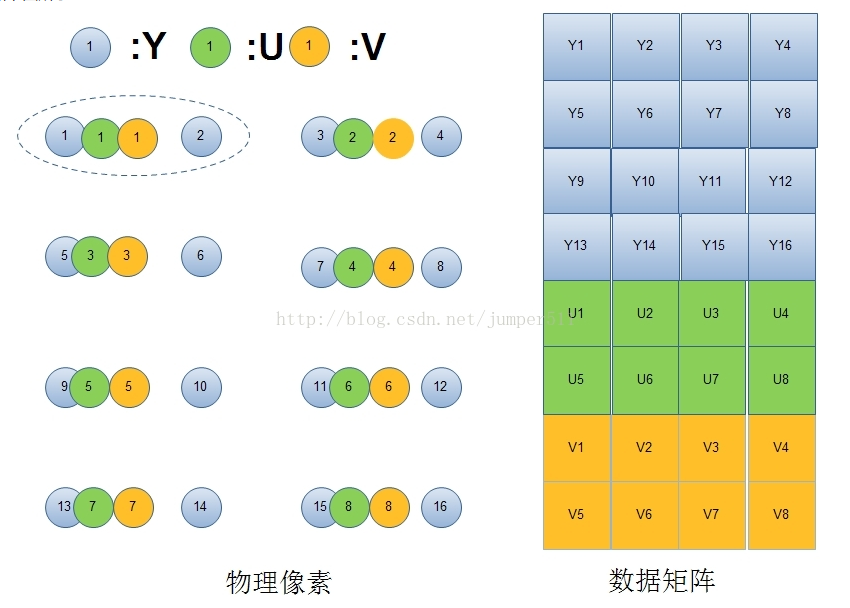 1 :Y 1 :U 1 :V
1 1 1 2 3 2 2 4
5 3 3 6 7 4 4 8
http://blog.csdn.net/jumper511
9 5 5 10 11 6 6 12
13 7 7 14 15 8 8 16
物理像素
Y1 Y2 Y3 Y4
Y5 Y6 Y7 Y8
Y9 Y10 Y11 Y12
Y13 Y14 Y15 Y16
U1 U2 U3 U4
U5 U6 U7 U8
V1 V2 V3 V4
V5 V6 V7 V8
数据矩阵